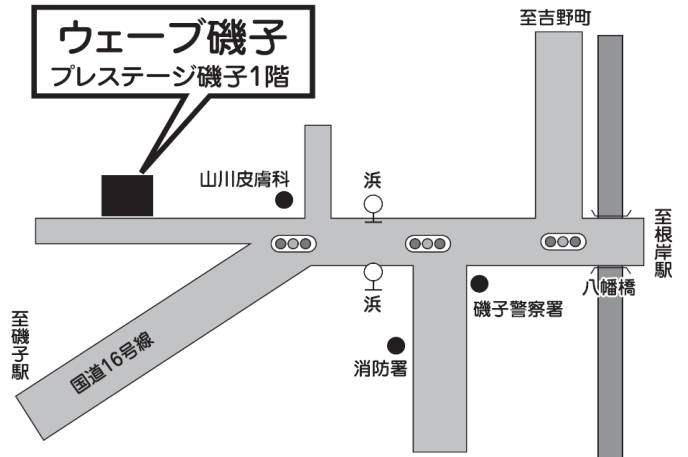 ウェーブ磯子
プレステージ磯子1階
至吉野町
山川皮膚科
浜
至根岸駅
八幡橋
浜
磯子警察署
至磯子駅
国道16号線
消防署